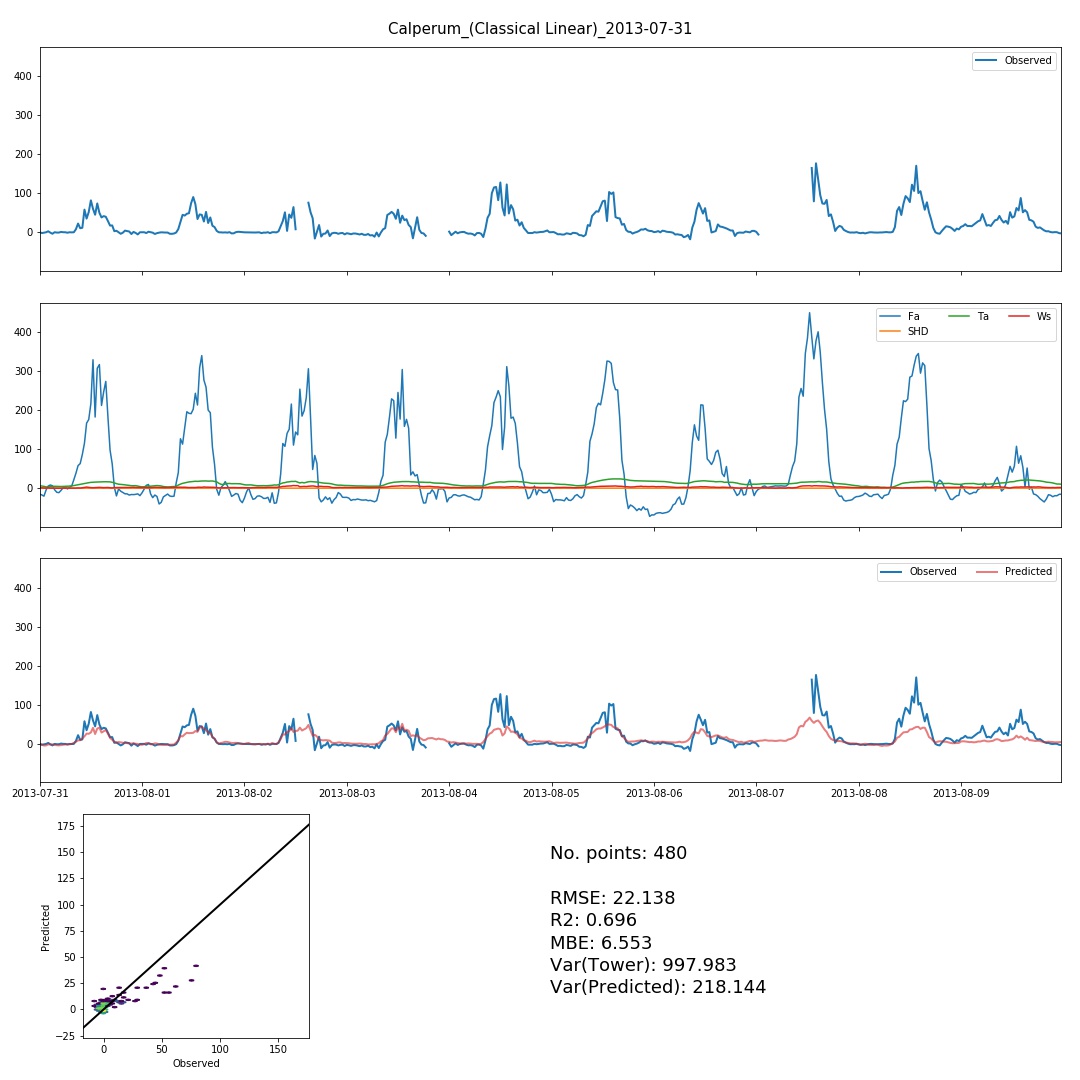 Calperum_(Classical Linear)_2013-07-31
Observed
400
300
200
100
0
Fa Ta Ws
SHD
400
300
200
100
0
Observed Predicted
400
300
200
100
0
2013-07-31 2013-08-01 2013-08-02 2013-08-03 2013-08-04 2013-08-05 2013-08-06 2013-08-07 2013-08-08 2013-08-09
175
150
125
100
75
50
25
0
−25
Predicted
0 50 100 150
Observed
No. points: 480
RMSE: 22.138
R2: 0.696
MBE: 6.553
Var(Tower): 997.983
Var(Predicted): 218.144